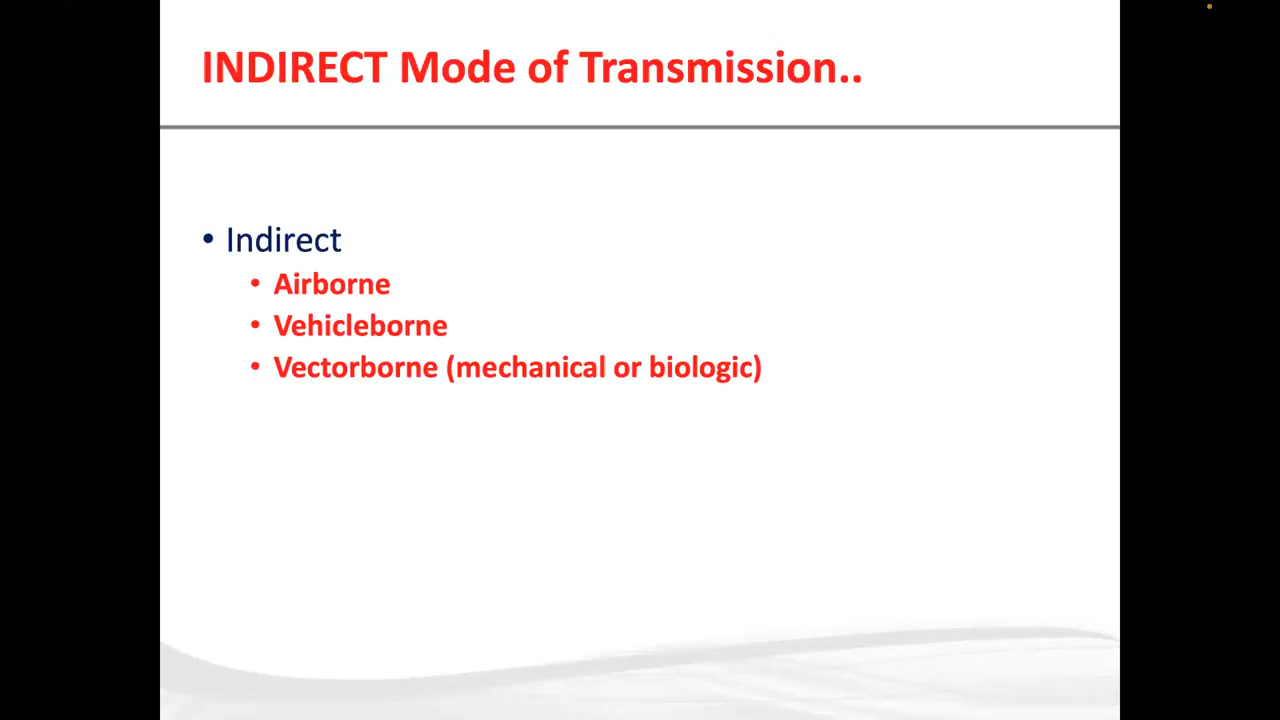 INDIRECT Mode of Transmission..
• Indirect
• Airborne
• Vehicleborne
• Vectorborne (mechanical or biologic)